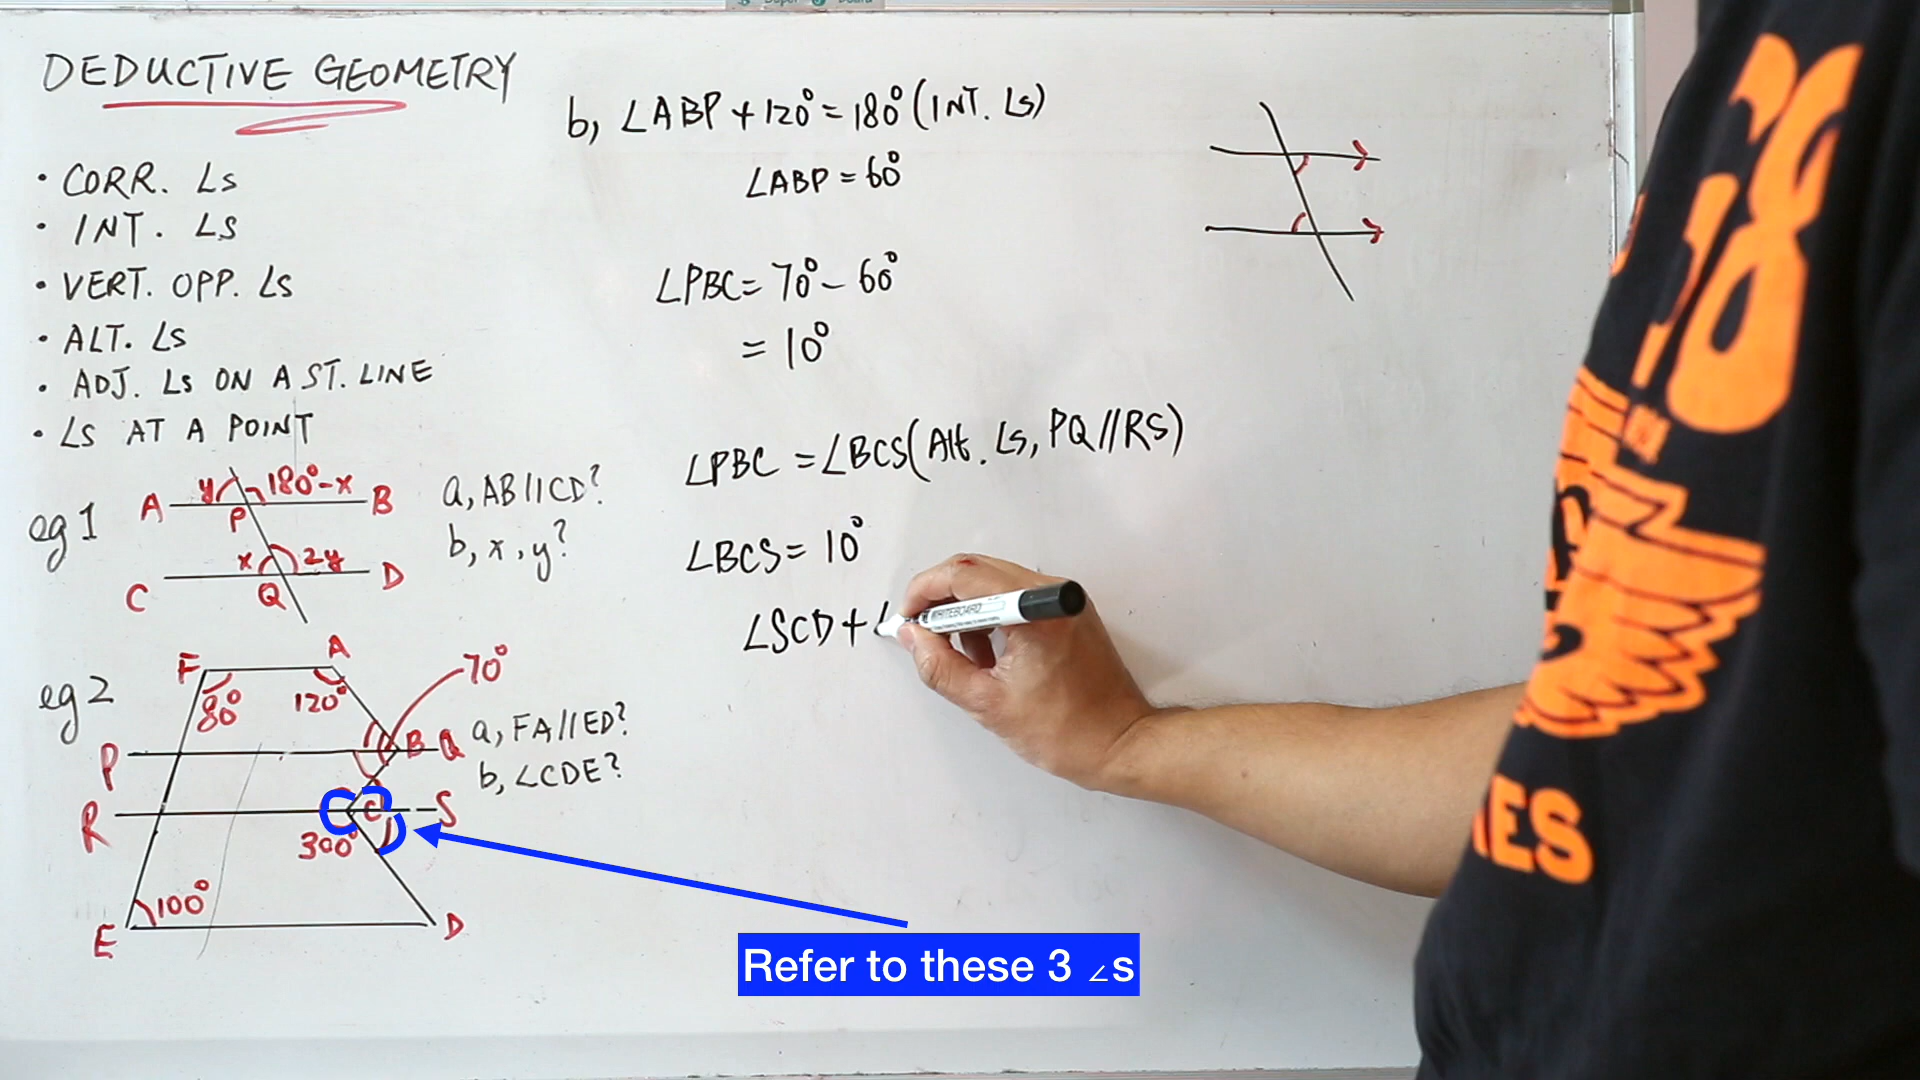 DEDUCTIVE GEOMETRY
• CORR. ∠s
• INT. ∠s
• VERT. OPP. ∠s
• ALT. ∠s
• ADJ. ∠s ON A ST. LINE
• ∠s AT A POINT
eg 1
A
y
180°-x
B
P
x
2y
C
Q
D
a, AB//CD?
b, x, y?
eg 2
F
A
80°
120°
70°
P
B
Q
R
C
S
300°
100°
E
D
a, FA//ED?
b, ∠CDE?
b, ∠ABP + 120° = 180° (INT. ∠s)
∠ABP = 60°
∠PBC = 70° - 60°
= 10°
∠PBC = ∠BCS (Alt. ∠s, PQ//RS)
∠BCS = 10°
∠SCD + ∠
WHITEBOARD
Refer to these 3 ∠s